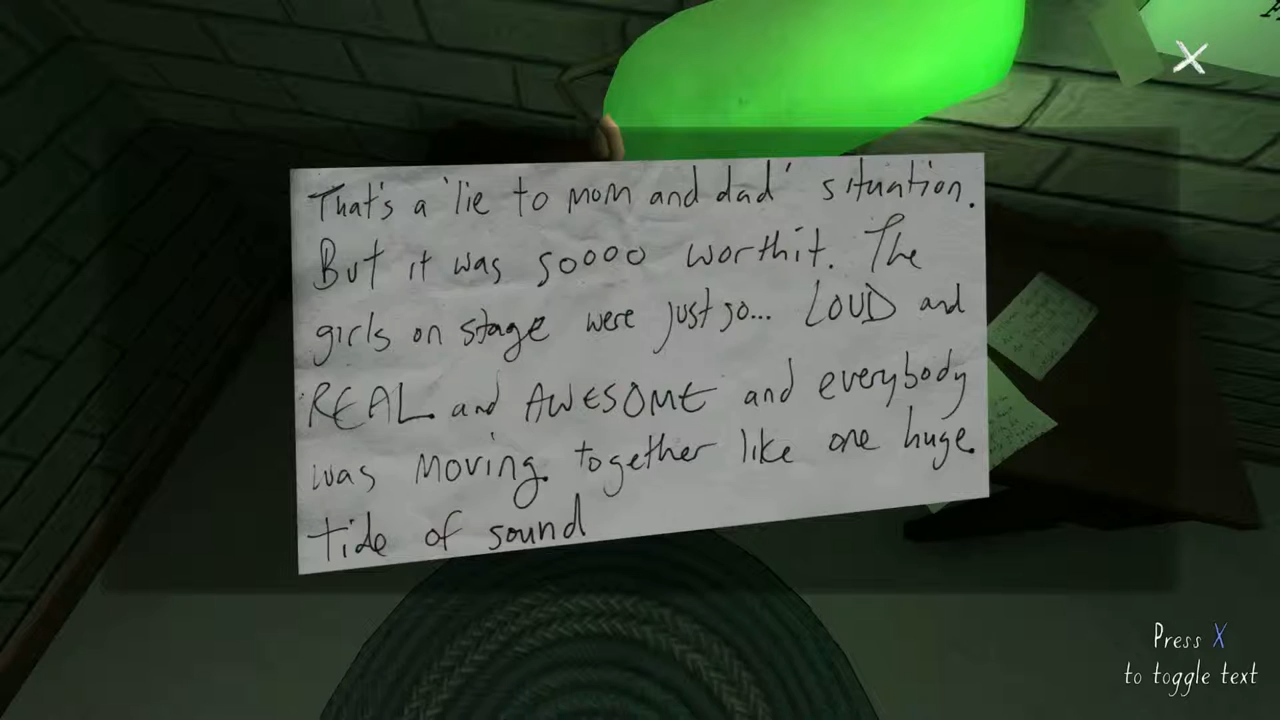 That's a 'lie to mom and dad' situation.
But it was soooo worthit. The
girls on stage were just so... LOUD and
REAL and AWESOME and everybody
was moving together like one huge
tide of sound
Press X
to toggle text